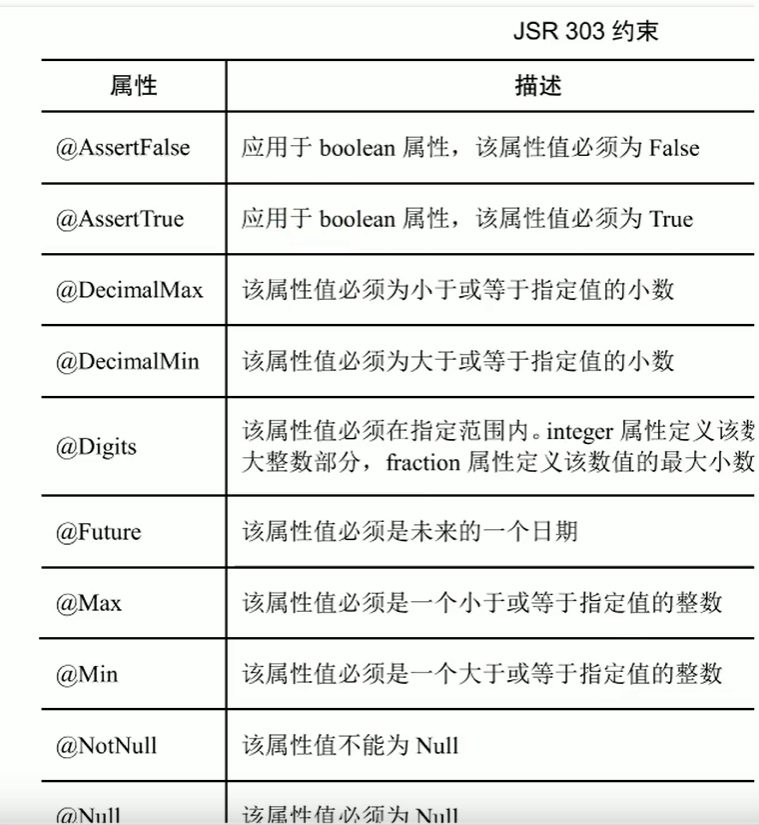 JSR 303 约束
属性 描述
@AssertFalse 应用于 boolean 属性，该属性值必须为 False
@AssertTrue 应用于 boolean 属性，该属性值必须为 True
@DecimalMax 该属性值必须为小于或等于指定值的小数
@DecimalMin 该属性值必须为大于或等于指定值的小数
@Digits 该属性值必须在指定范围内。integer 属性定义该数
大整数部分，fraction 属性定义该数值的最大小数
@Future 该属性值必须是未来的一个日期
@Max 该属性值必须是一个小于或等于指定值的整数
@Min 该属性值必须是一个大于或等于指定值的整数
@NotNull 该属性值不能为 Null
@Null 该属性值必须为 Null